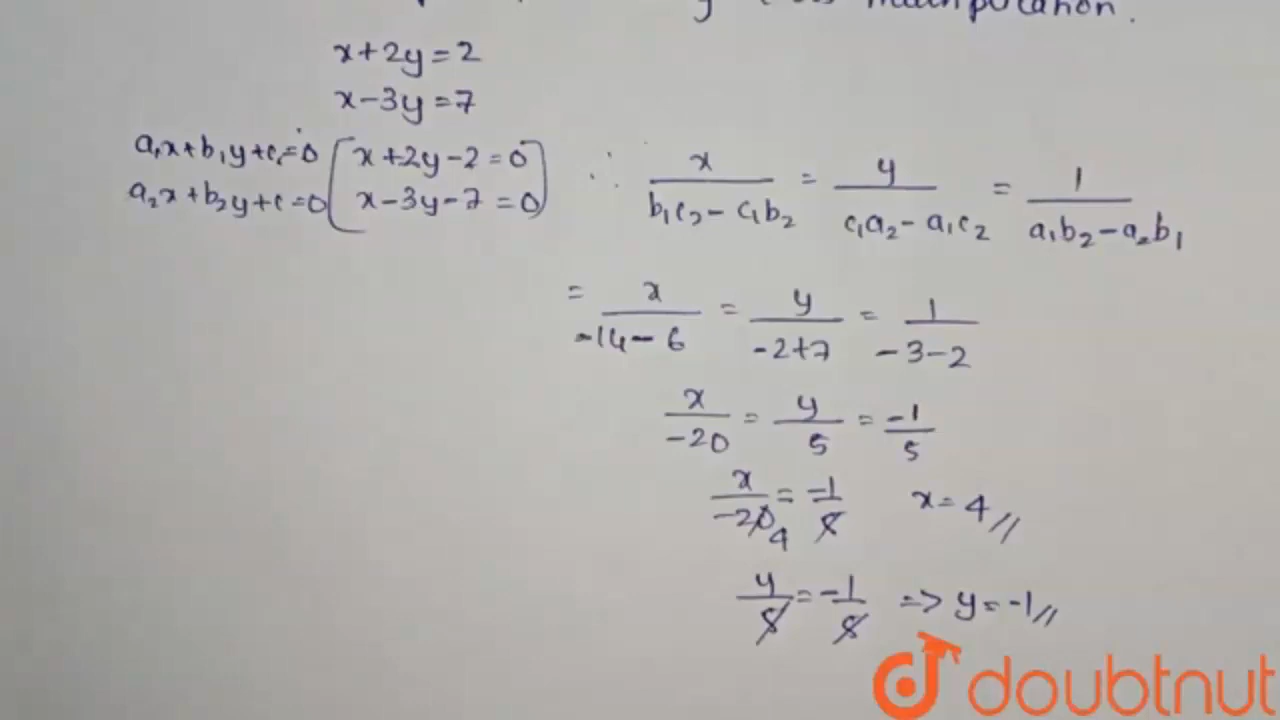 y
x+2y=2
x-3y=7
a₁x+b₁y+c₁=0 [x+2y-2=0] ∴ x/(b₁c₂-c₁b₂) = y/(c₁a₂-a₁c₂) = 1/(a₁b₂-a₂b₁)
a₂x+b₂y+c=0 [x-3y-7=0]
= x/(-14-6) = y/(-2+7) = 1/(-3-2)
x/-20 = y/5 = -1/5
x/-20 4 = -1/5 x=4//
y/5 = -1/5 => y=-1//
doubtnut